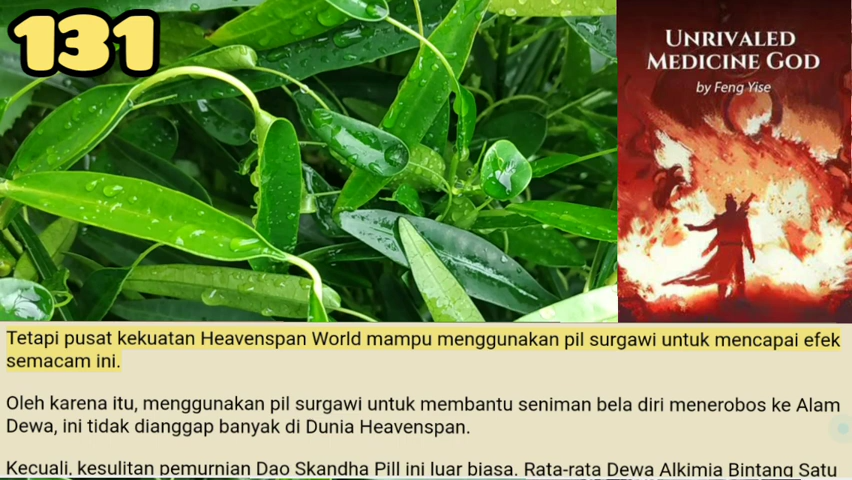 131
UNRIVALED
MEDICINE GOD
by Feng Yise
Tetapi pusat kekuatan Heavenspan World mampu menggunakan pil surgawi untuk mencapai efek
semacam ini.
Oleh karena itu, menggunakan pil surgawi untuk membantu seniman bela diri menerobos ke Alam
Dewa, ini tidak dianggap banyak di Dunia Heavenspan.
Kecuali, kesulitan pemurnian Dao Skandha Pill ini luar biasa. Rata-rata Dewa Alkimia Bintang Satu